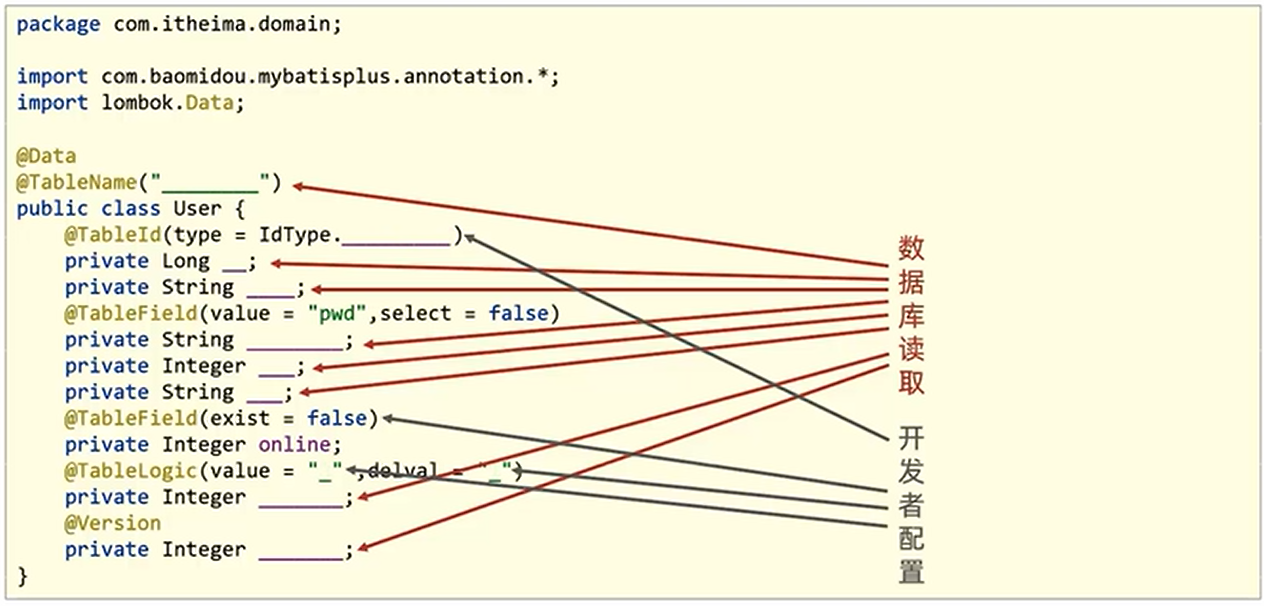 package com.itheima.domain;
import com.baomidou.mybatisplus.annotation.*;
import lombok.Data;
@Data
@TableName("________")
public class User {
@TableId(type = IdType._________)
private Long __;
private String ____;
@TableField(value = "pwd",select = false)
private String ________;
private Integer ___;
private String ___;
@TableField(exist = false)
private Integer online;
@TableLogic(value = "_",delval = "_")
private Integer _______;
@Version
private Integer _______;
}
数据库读取
开发者配置